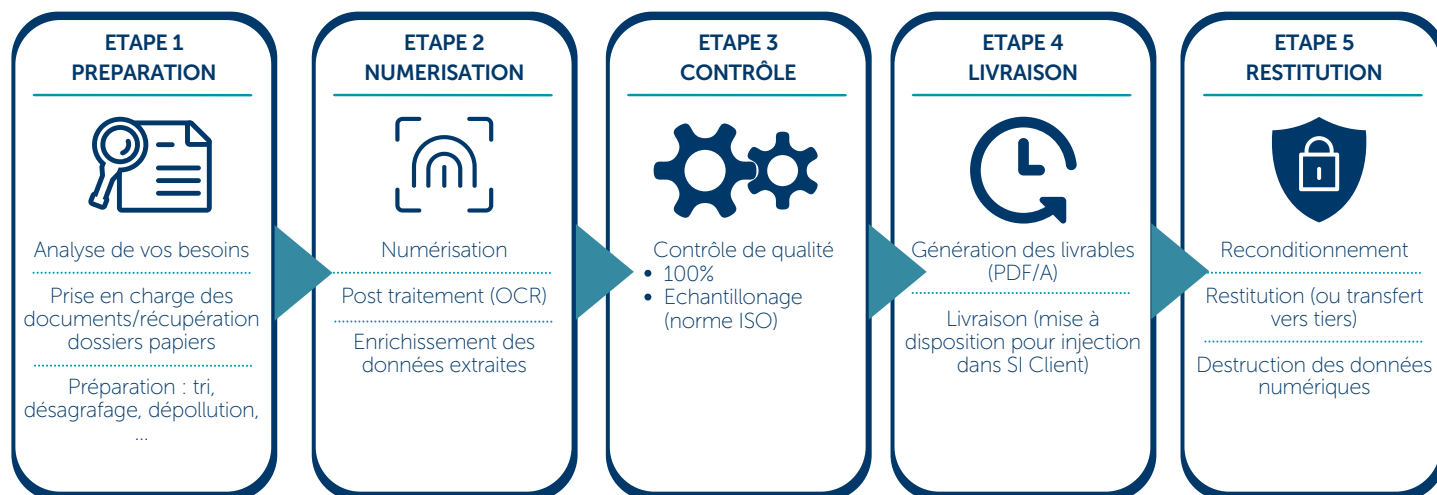 ETAPE 1
PREPARATION
Analyse de vos besoins
Prise en charge des
documents/récupération
dossiers papiers
Préparation : tri,
désagrafage, dépollution,
...
ETAPE 2
NUMERISATION
Numérisation
Post traitement (OCR)
Enrichissement des
données extraites
ETAPE 3
CONTRÔLE
Contrôle de qualité
• 100%
• Echantillonage
(norme ISO)
ETAPE 4
LIVRAISON
Génération des livrables
(PDF/A)
Livraison (mise à
disposition pour injection
dans SI Client)
ETAPE 5
RESTITUTION
Reconditionnement
Restitution (ou transfert
vers tiers)
Destruction des données
numériques